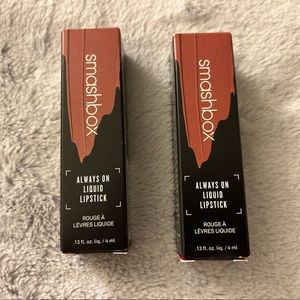 smashbox
ALWAYS ON
LIQUID
LIPSTICK
ROUGE À
LÈVRES LIQUIDE
.13 fl. oz. liq. / 4 ml
smashbox
ALWAYS ON
LIQUID
LIPSTICK
ROUGE À
LÈVRES LIQUIDE
.13 fl. oz. liq. / 4 ml